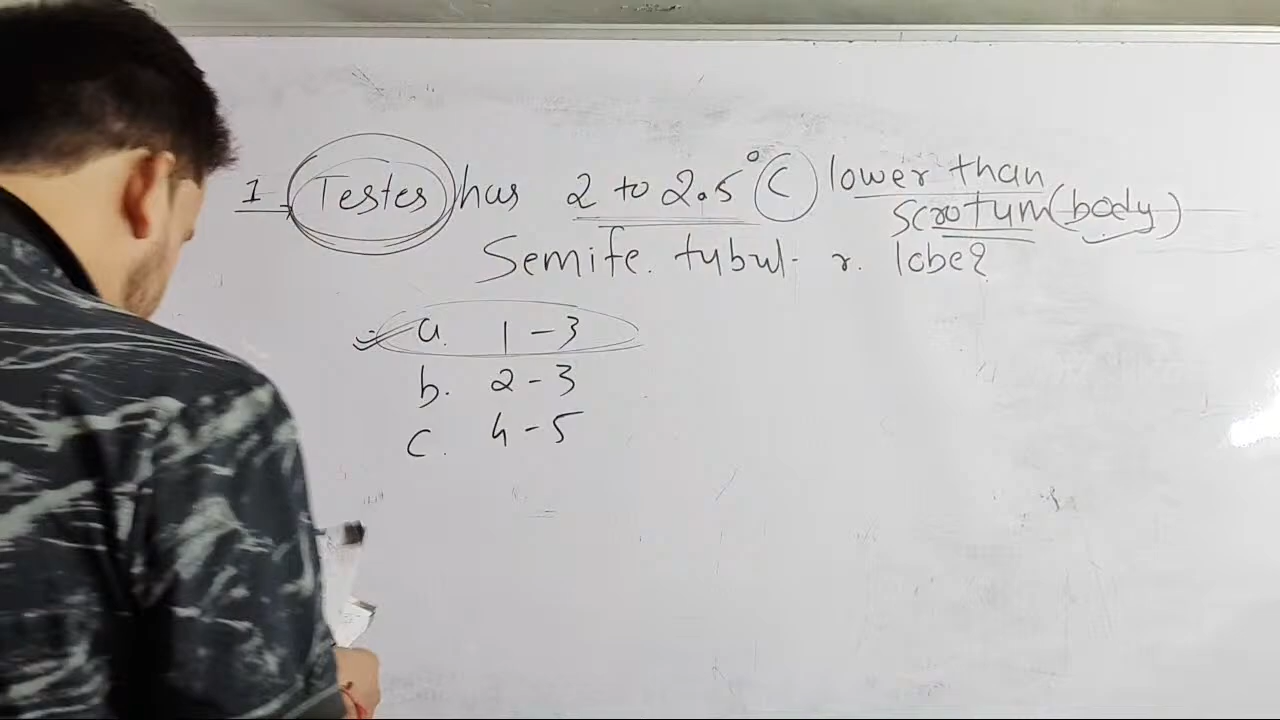 1. Testes has 2 to 2.5°C lower than
scrotum (body)
Semife. tubul. r. lobe?
a. 1-3
b. 2-3
c. 4-5